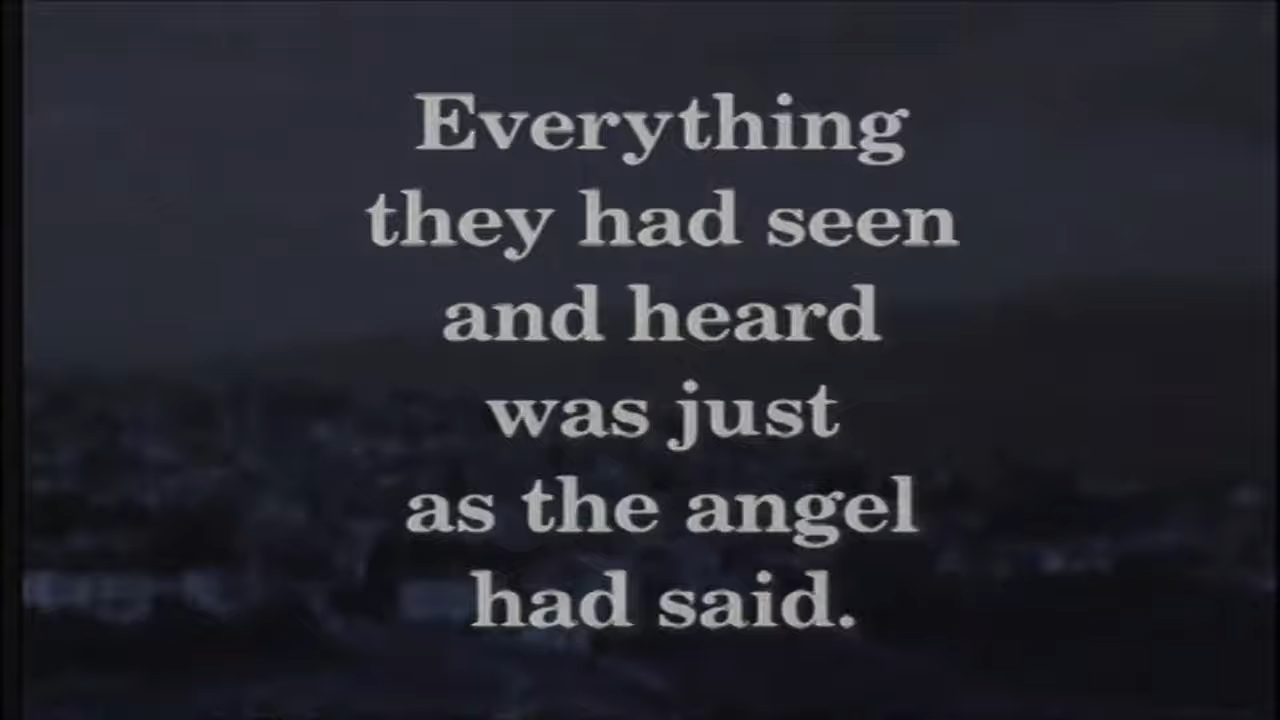 Everything
they had seen
and heard
was just
as the angel
had said.